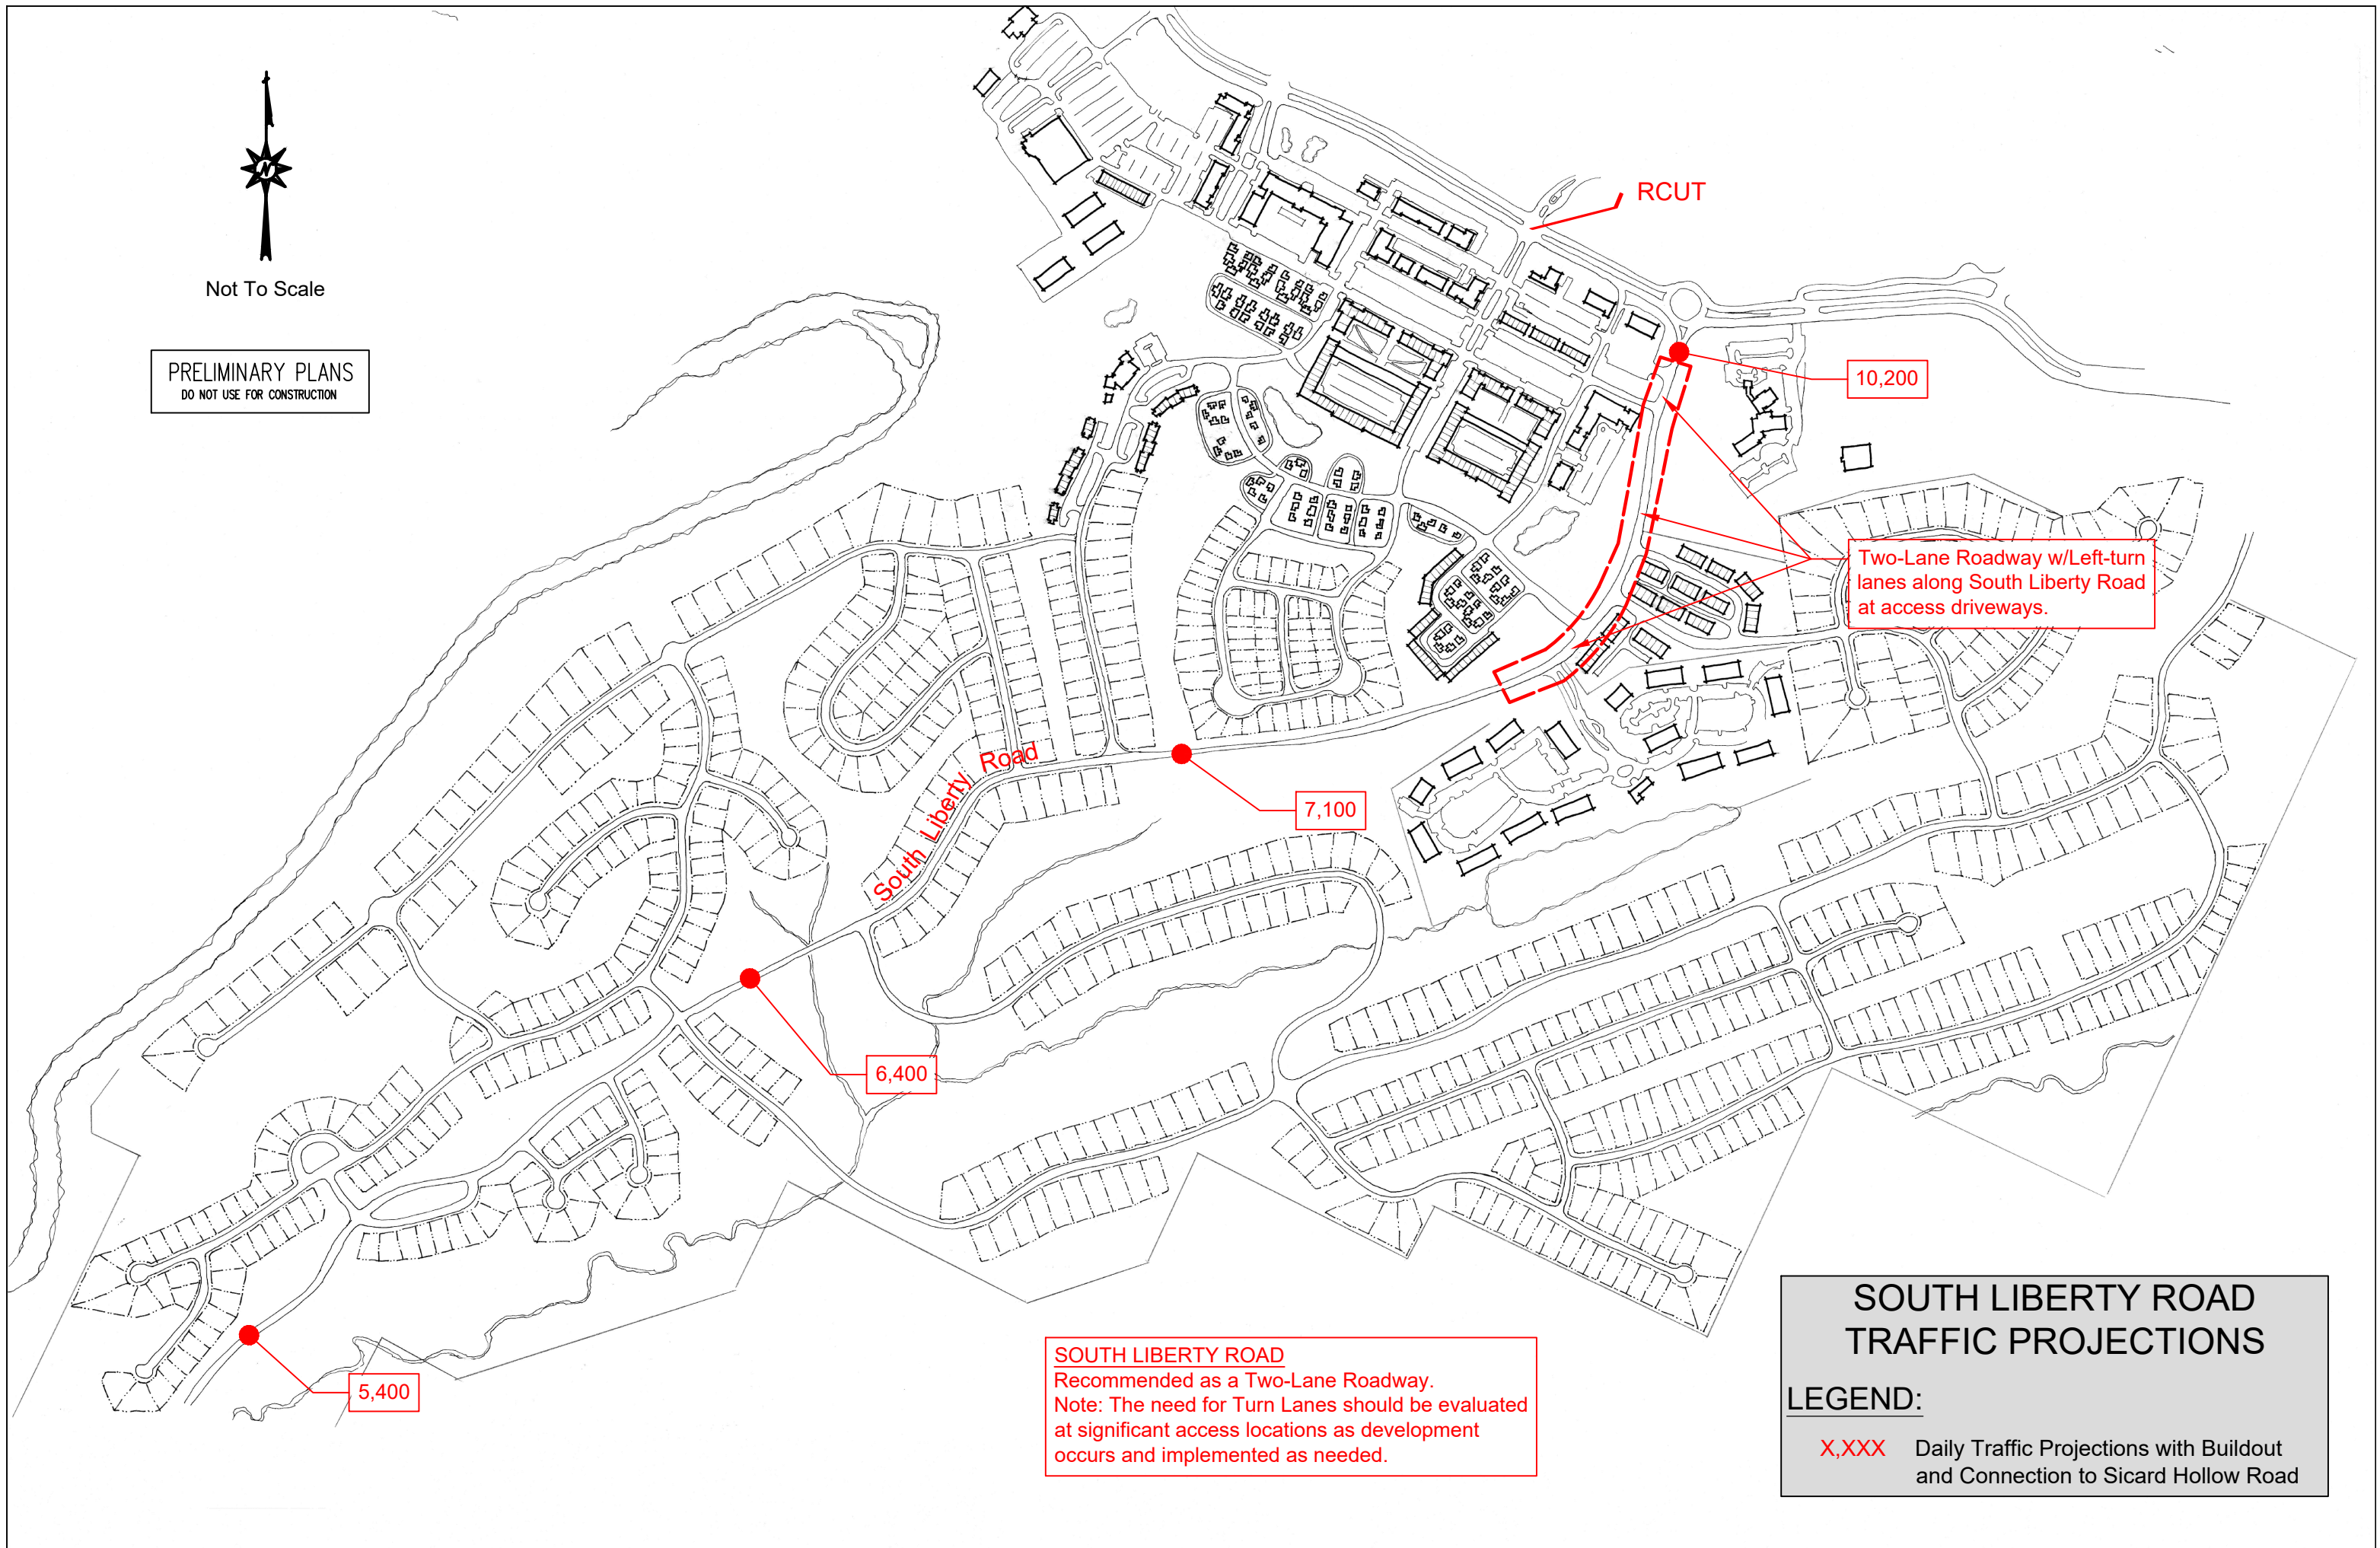 RCUT
N
Not To Scale
PRELIMINARY PLANS
DO NOT USE FOR CONSTRUCTION
10,200
Two-Lane Roadway w/Left-turn
lanes along South Liberty Road
at access driveways.
South Liberty Road
7,100
6,400
5,400
SOUTH LIBERTY ROAD
Recommended as a Two-Lane Roadway.
Note: The need for Turn Lanes should be evaluated
at significant access locations as development
occurs and implemented as needed.
SOUTH LIBERTY ROAD
TRAFFIC PROJECTIONS
LEGEND:
X,XXX Daily Traffic Projections with Buildout
and Connection to Sicard Hollow Road